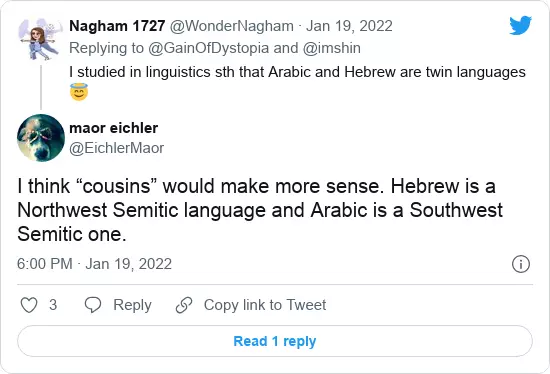 Nagham 1727 @WonderNagham · Jan 19, 2022
Replying to @GainOfDystopia and @imshin
I studied in linguistics sth that Arabic and Hebrew are twin languages
😇
maor eichler
@EichlerMaor
I think “cousins” would make more sense. Hebrew is a
Northwest Semitic language and Arabic is a Southwest
Semitic one.
6:00 PM · Jan 19, 2022
3 Reply Copy link to Tweet
Read 1 reply